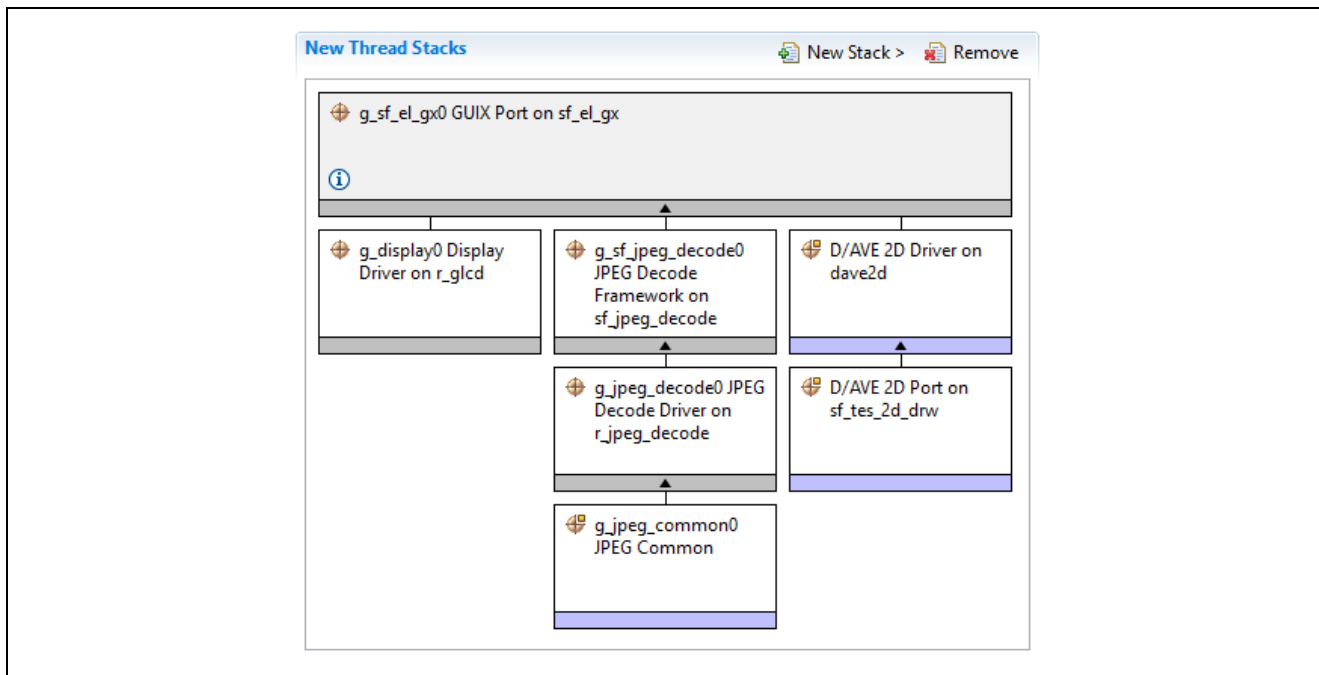 New Thread Stacks
New Stack >
Remove
g_sf_el_gx0 GUIX Port on sf_el_gx
g_display0 Display
Driver on r_glcd
g_sf_jpeg_decode0
JPEG Decode
Framework on
sf_jpeg_decode
D/AVE 2D Driver on
dave2d
g_jpeg_decode0 JPEG
Decode Driver on
r_jpeg_decode
D/AVE 2D Port on
sf_tes_2d_drw
g_jpeg_common0
JPEG Common